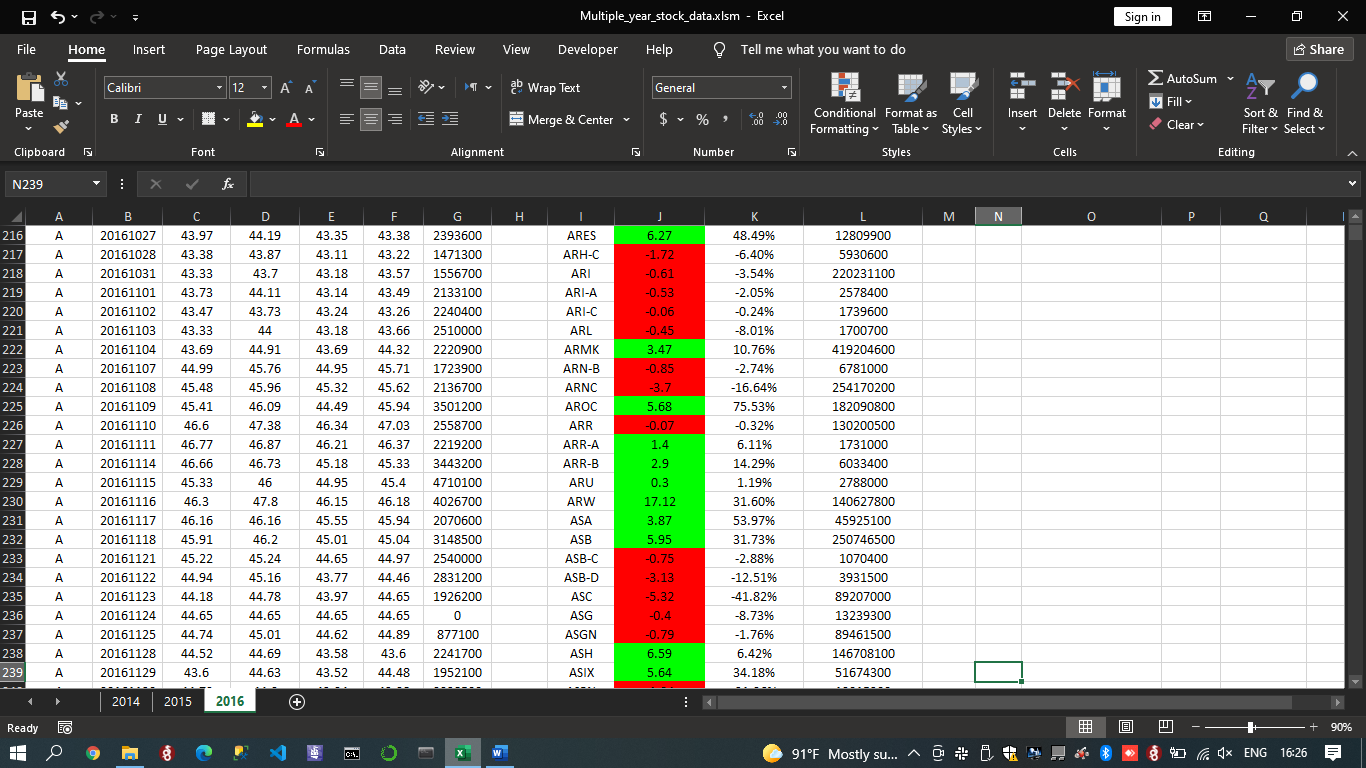 Multiple_year_stock_data.xlsm - Excel
Sign in
File Home Insert Page Layout Formulas Data Review View Developer Help Tell me what you want to do Share
Calibri 12 Wrap Text General AutoSum
Paste Conditional Format as Cell Insert Delete Format Fill Sort & Find &
B I U A Merge & Center $ % Formatting Table Styles Clear Filter Select
Clipboard Font Alignment Number Styles Cells Editing
N239 fx
A B C D E F G H I J K L M N O P Q
216 A 20161027 43.97 44.19 43.35 43.38 2393600 ARES 6.27 48.49% 12809900
217 A 20161028 43.38 43.87 43.11 43.22 1471300 ARH-C -1.72 -6.40% 5930600
218 A 20161031 43.33 43.7 43.18 43.57 1556700 ARI -0.61 -3.54% 220231100
219 A 20161101 43.73 44.11 43.14 43.49 2133100 ARI-A -0.53 -2.05% 2578400
220 A 20161102 43.47 43.73 43.24 43.26 2240400 ARI-C -0.06 -0.24% 1739600
221 A 20161103 43.33 44 43.18 43.66 2510000 ARL -0.45 -8.01% 1700700
222 A 20161104 43.69 44.91 43.69 44.32 2220900 ARMK 3.47 10.76% 419204600
223 A 20161107 44.99 45.76 44.95 45.71 1723900 ARN-B -0.85 -2.74% 6781000
224 A 20161108 45.48 45.96 45.32 45.62 2136700 ARNC -3.7 -16.64% 254170200
225 A 20161109 45.41 46.09 44.49 45.94 3501200 AROC 5.68 75.53% 182090800
226 A 20161110 46.6 47.38 46.34 47.03 2558700 ARR -0.07 -0.32% 130200500
227 A 20161111 46.77 46.87 46.21 46.37 2219200 ARR-A 1.4 6.11% 1731000
228 A 20161114 46.66 46.73 45.18 45.33 3443200 ARR-B 2.9 14.29% 6033400
229 A 20161115 45.33 46 44.95 45.4 4710100 ARU 0.3 1.19% 2788000
230 A 20161116 46.3 47.8 46.15 46.18 4026700 ARW 17.12 31.60% 140627800
231 A 20161117 46.16 46.16 45.55 45.94 2070600 ASA 3.87 53.97% 45925100
232 A 20161118 45.91 46.2 45.01 45.04 3148500 ASB 5.95 31.73% 250746500
233 A 20161121 45.22 45.24 44.65 44.97 2540000 ASB-C -0.75 -2.88% 1070400
234 A 20161122 44.94 45.16 43.77 44.46 2831200 ASB-D -3.13 -12.51% 3931500
235 A 20161123 44.18 44.78 43.97 44.65 1926200 ASC -5.32 -41.82% 89207000
236 A 20161124 44.65 44.65 44.65 44.65 0 ASG -0.4 -8.73% 13239300
237 A 20161125 44.74 45.01 44.62 44.89 877100 ASGN -0.79 -1.76% 89461500
238 A 20161128 44.52 44.69 43.58 43.6 2241700 ASH 6.59 6.42% 146708100
239 A 20161129 43.6 44.63 43.52 44.48 1952100 ASIX 5.64 34.18% 51674300
2014 2015 2016
Ready 90%
91°F Mostly su... ENG 16:26